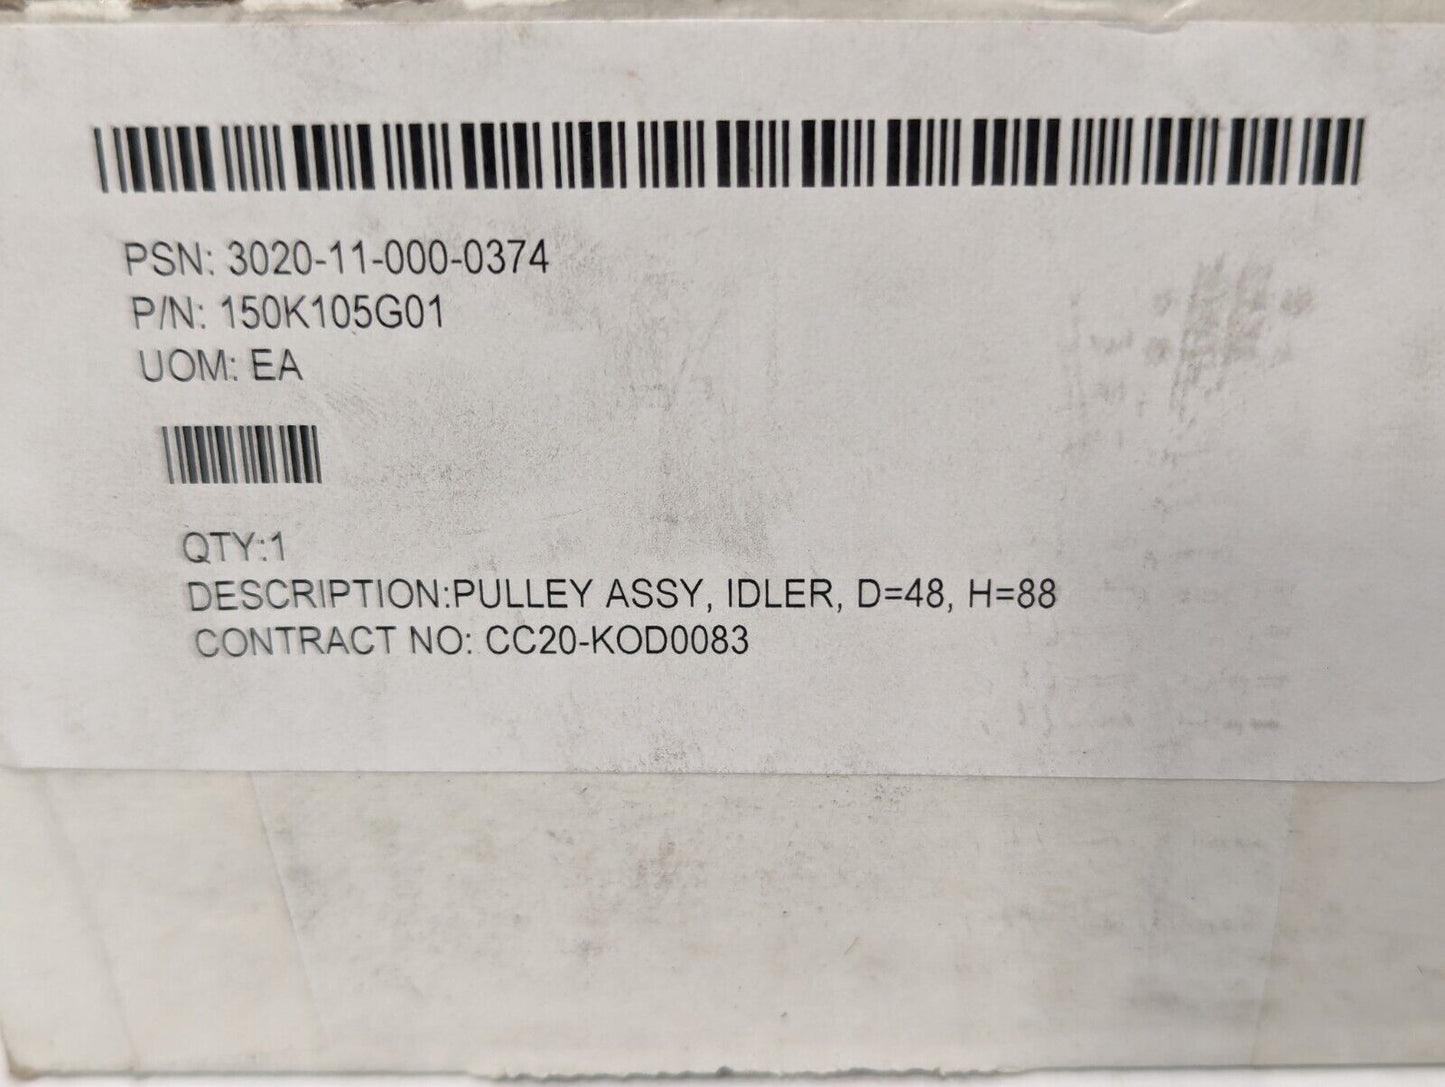 PSN: 3020-11-000-0374
P/N: 150K105G01
UOM: EA
QTY:1
DESCRIPTION:PULLEY ASSY, IDLER, D=48, H=88
CONTRACT NO: CC20-KOD0083